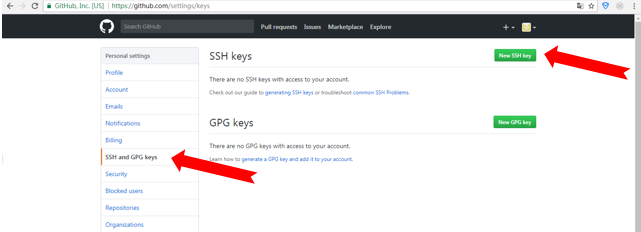 GitHub, Inc. [US] | https://github.com/settings/keys
Search GitHub
Pull requests Issues Marketplace Explore
Personal settings
Profile
Account
Emails
Notifications
Billing
SSH and GPG keys
Security
Blocked users
Repositories
Organizations
SSH keys
New SSH key
There are no SSH keys with access to your account.
Check out our guide to generating SSH keys or troubleshoot common SSH Problems.
GPG keys
New GPG key
There are no GPG keys with access to your account.
Learn how to generate a GPG key and add it to your account.